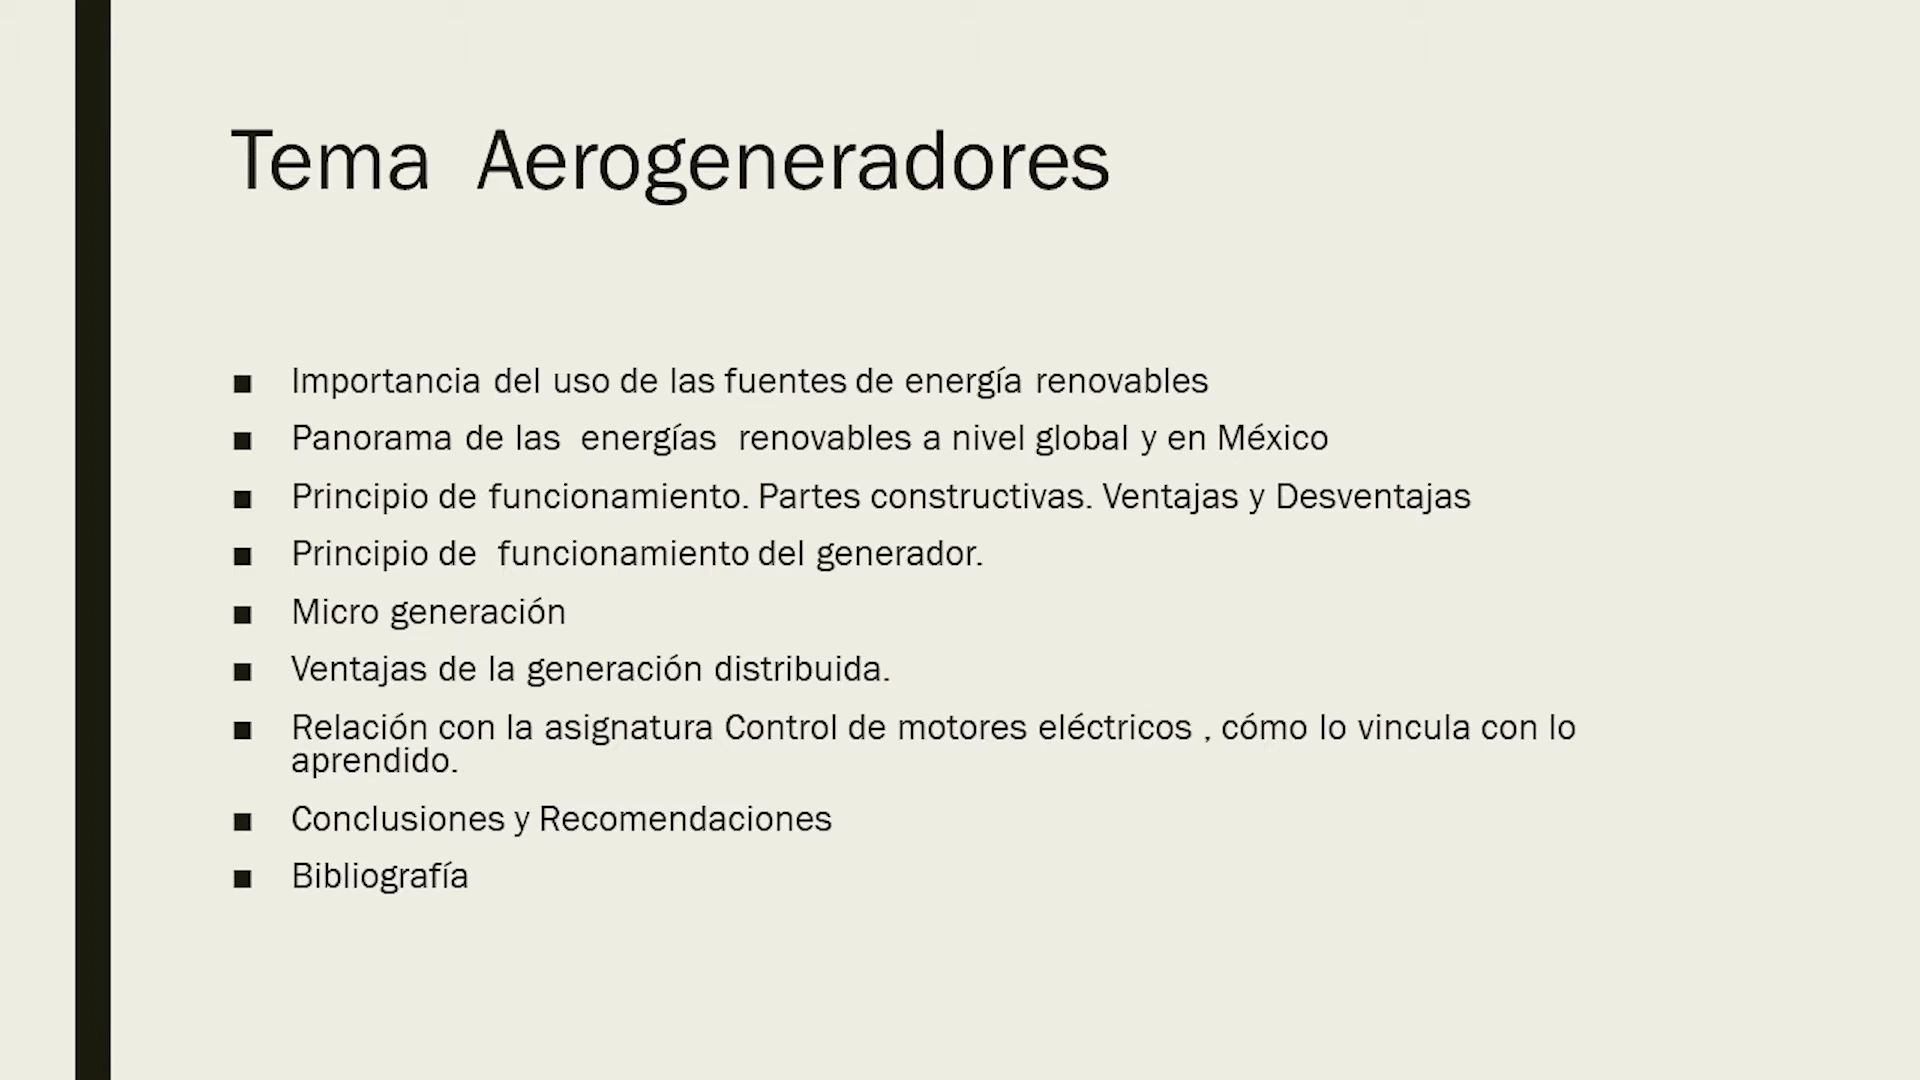 Tema Aerogeneradores
■ Importancia del uso de las fuentes de energía renovables
■ Panorama de las energías renovables a nivel global y en México
■ Principio de funcionamiento. Partes constructivas. Ventajas y Desventajas
■ Principio de funcionamiento del generador.
■ Micro generación
■ Ventajas de la generación distribuida.
■ Relación con la asignatura Control de motores eléctricos , cómo lo vincula con lo
aprendido.
■ Conclusiones y Recomendaciones
■ Bibliografía